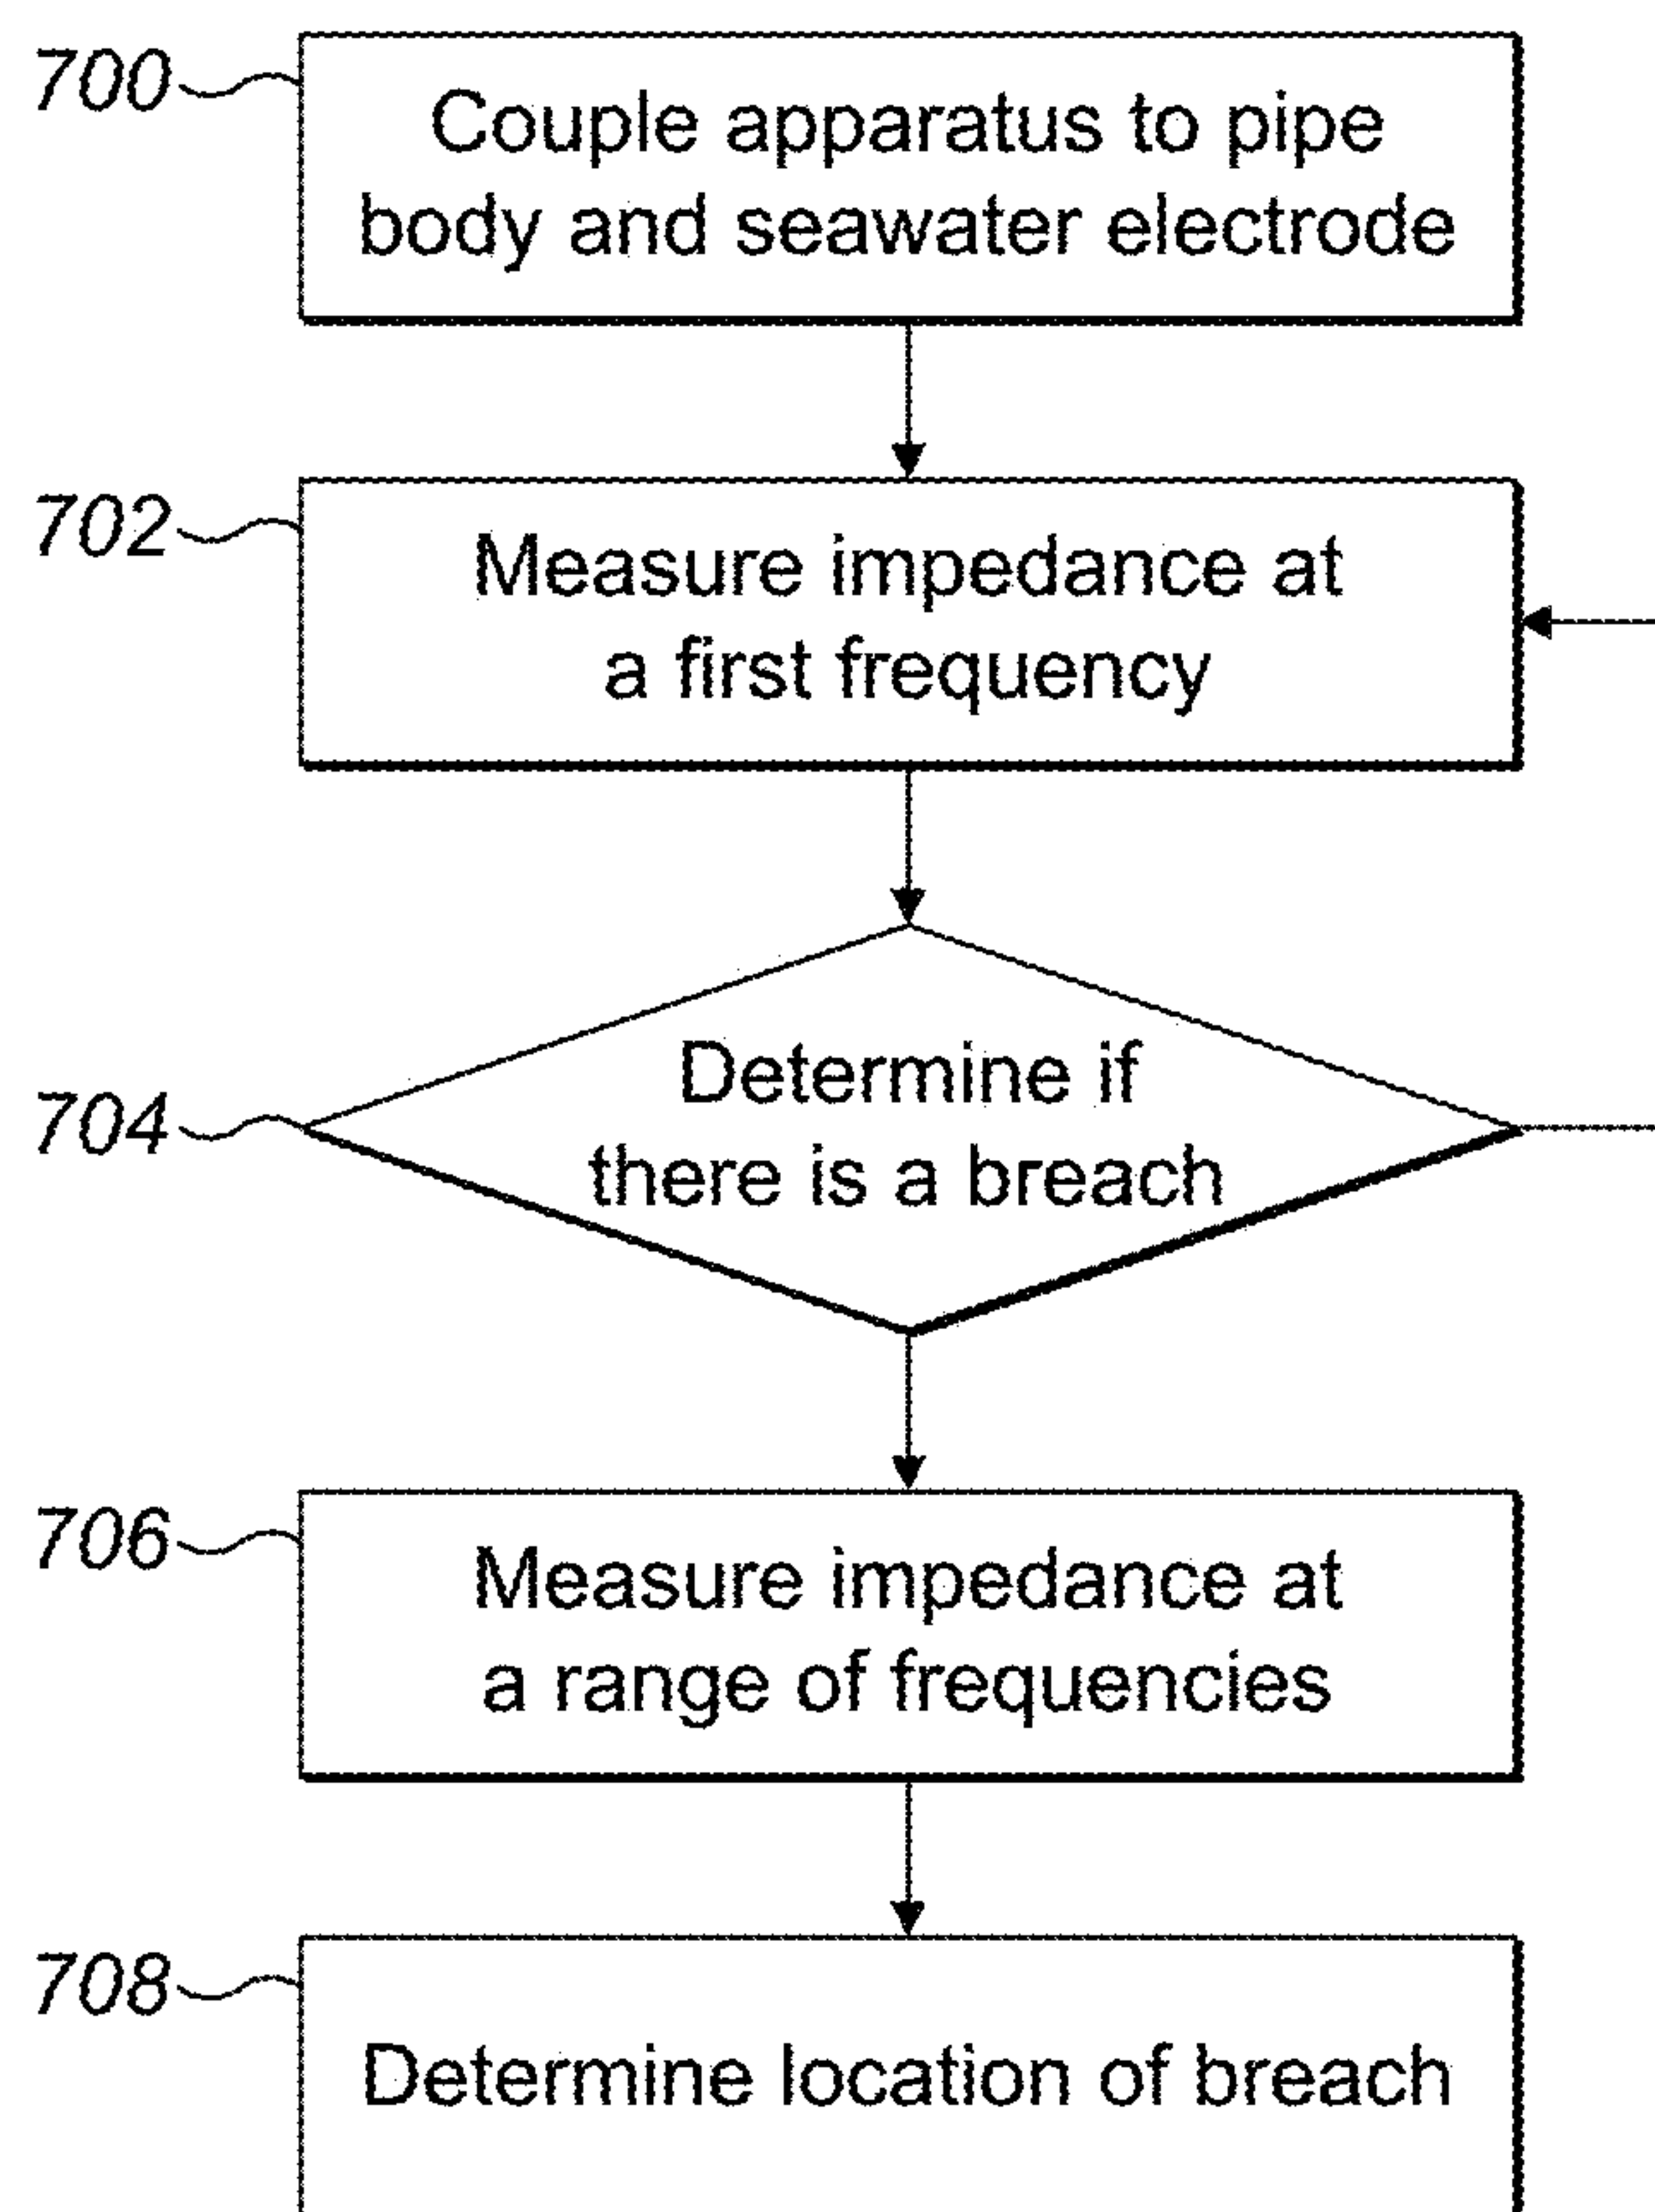 700
Couple apparatus to pipe
body and seawater electrode
702
Measure impedance at
a first frequency
704
Determine if
there is a breach
706
Measure impedance at
a range of frequencies
708
Determine location of breach